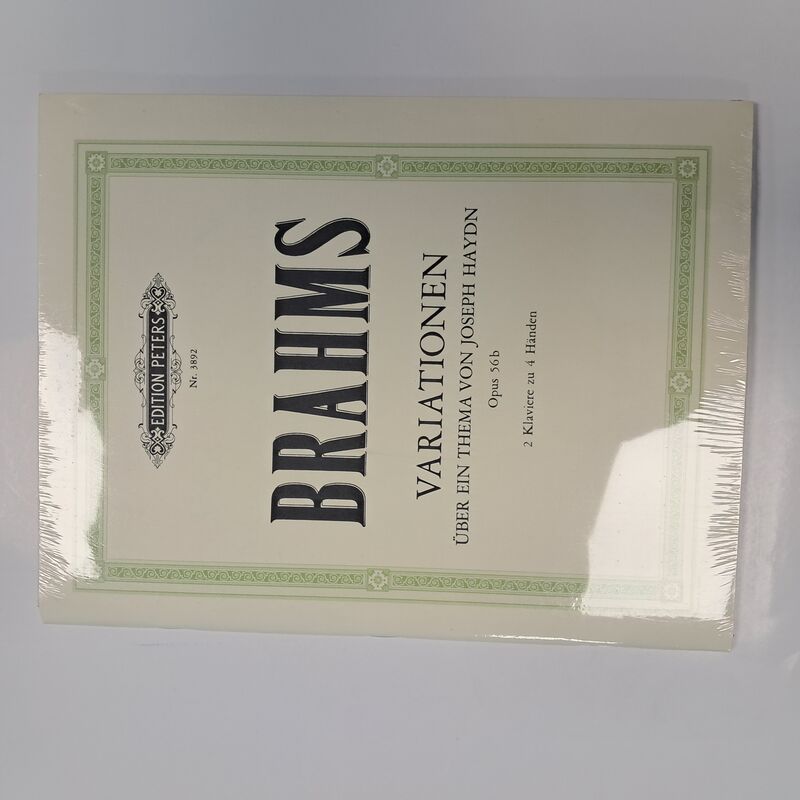 EDITION PETERS
Nr. 3892
BRAHMS
VARIATIONEN
ÜBER EIN THEMA VON JOSEPH HAYDN
Opus 56b
2 Klaviere zu 4 Händen